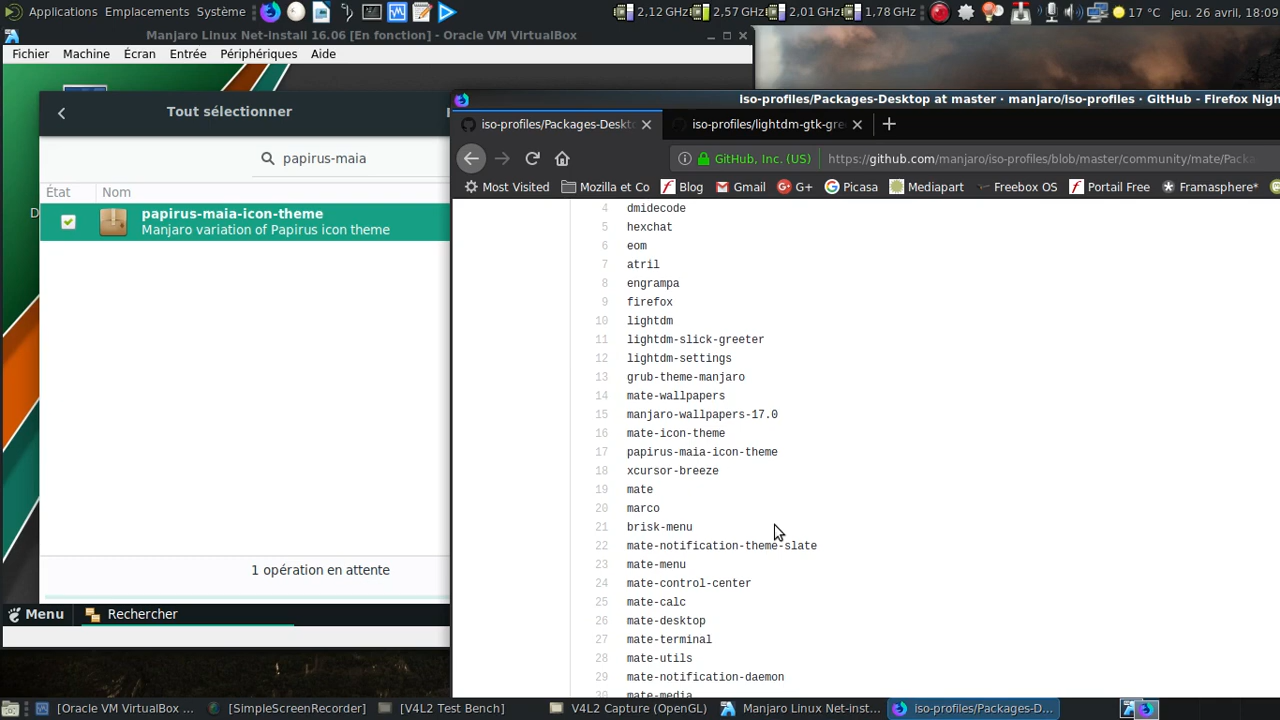 Applications Emplacements Système
2,12 GHz 2,57 GHz 2,01 GHz 1,78 GHz 17 °C jeu. 26 avril, 18:09
Manjaro Linux Net-install 16.06 [En fonction] - Oracle VM VirtualBox
Fichier Machine Écran Entrée Périphériques Aide
Tout sélectionner
papirus-maia
État Nom
papirus-maia-icon-theme
Manjaro variation of Papirus icon theme
1 opération en attente
Menu Rechercher
iso-profiles/Packages-Desktop at master · manjaro/iso-profiles · GitHub - Firefox Nigh
iso-profiles/Packages-Deskto iso-profiles/lightdm-gtk-gre
GitHub, Inc. (US) https://github.com/manjaro/iso-profiles/blob/master/community/mate/Packa
Most Visited Mozilla et Co Blog Gmail G+ Picasa Mediapart Freebox OS Portail Free Framasphere*
4 dmidecode
5 hexchat
6 eom
7 atril
8 engrampa
9 firefox
10 lightdm
11 lightdm-slick-greeter
12 lightdm-settings
13 grub-theme-manjaro
14 mate-wallpapers
15 manjaro-wallpapers-17.0
16 mate-icon-theme
17 papirus-maia-icon-theme
18 xcursor-breeze
19 mate
20 marco
21 brisk-menu
22 mate-notification-theme-slate
23 mate-menu
24 mate-control-center
25 mate-calc
26 mate-desktop
27 mate-terminal
28 mate-utils
29 mate-notification-daemon
30 mate-media
[Oracle VM VirtualBox ... [SimpleScreenRecorder] [V4L2 Test Bench] V4L2 Capture (OpenGL) Manjaro Linux Net-ins... iso-profiles/Packages-D...